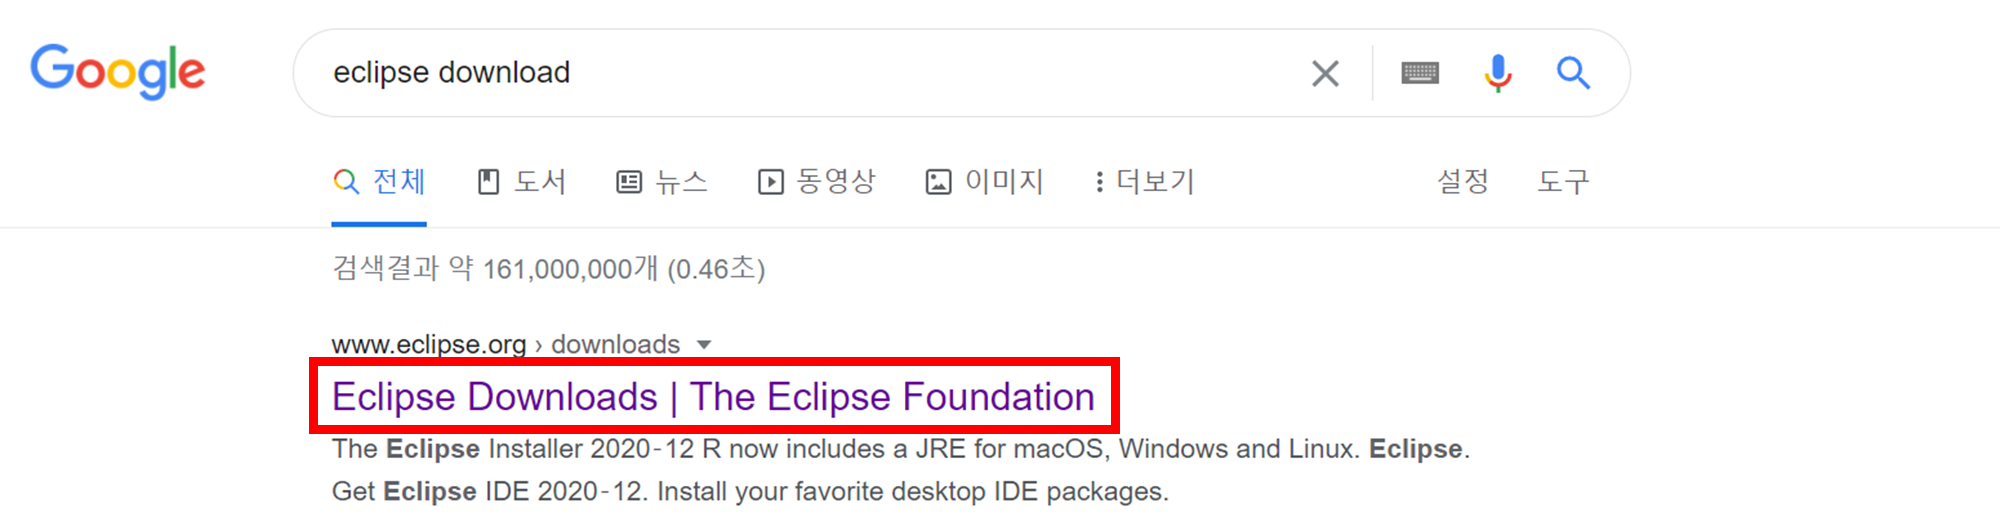 Google
eclipse download
전체 도서 뉴스 동영상 이미지 더보기 설정 도구
검색결과 약 161,000,000개 (0.46초)
www.eclipse.org › downloads
Eclipse Downloads | The Eclipse Foundation
The Eclipse Installer 2020-12 R now includes a JRE for macOS, Windows and Linux. Eclipse.
Get Eclipse IDE 2020-12. Install your favorite desktop IDE packages.